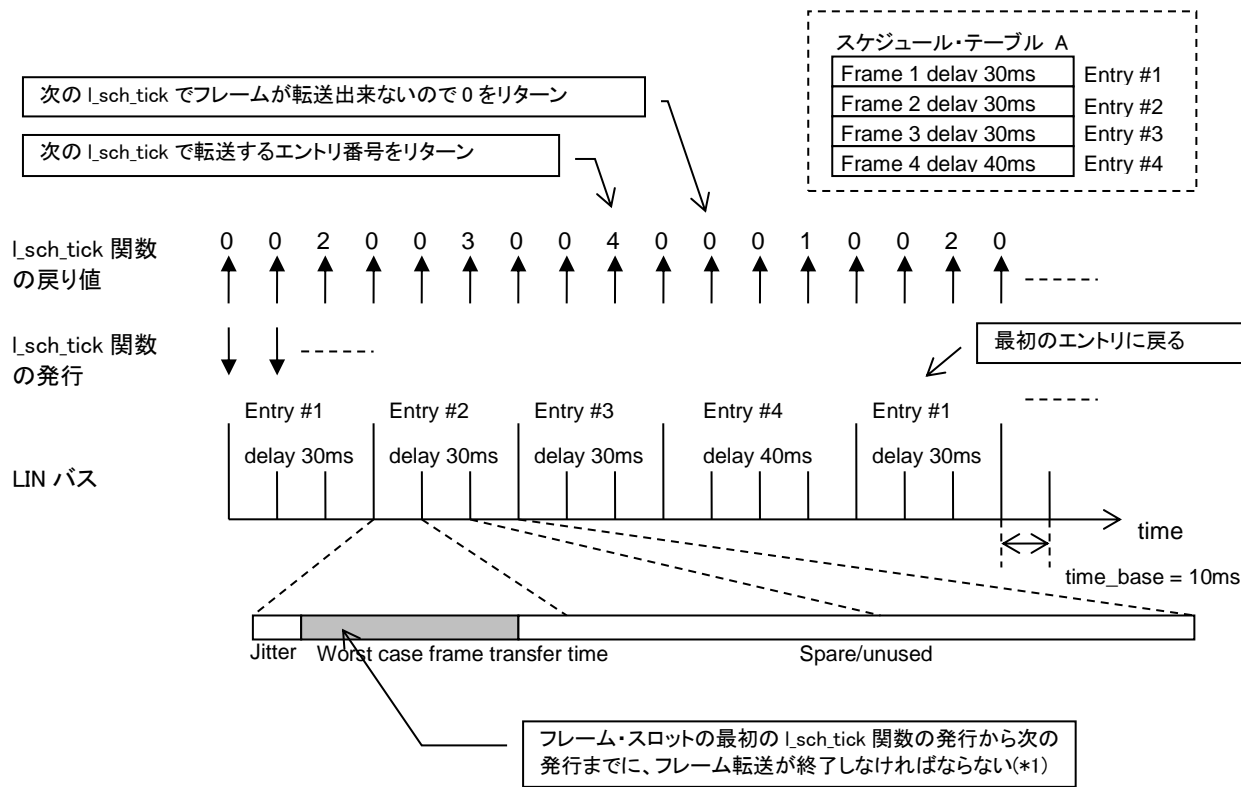 スケジュール・テーブル A
Frame 1 delay 30ms Entry #1
Frame 2 delay 30ms Entry #2
Frame 3 delay 30ms Entry #3
Frame 4 delay 40ms Entry #4
次の l_sch_tick でフレームが転送出来ないので 0 をリターン
次の l_sch_tick で転送するエントリ番号をリターン
l_sch_tick 関数
の戻り値
0 0 2 0 0 3 0 0 4 0 0 0 1 0 0 2 0
l_sch_tick 関数
の発行
最初のエントリに戻る
Entry #1 Entry #2 Entry #3 Entry #4 Entry #1
delay 30ms delay 30ms delay 30ms delay 40ms delay 30ms
LIN バス
time
time_base = 10ms
Jitter Worst case frame transfer time Spare/unused
フレーム・スロットの最初の l_sch_tick 関数の発行から次の
発行までに、フレーム転送が終了しなければならない(*1)